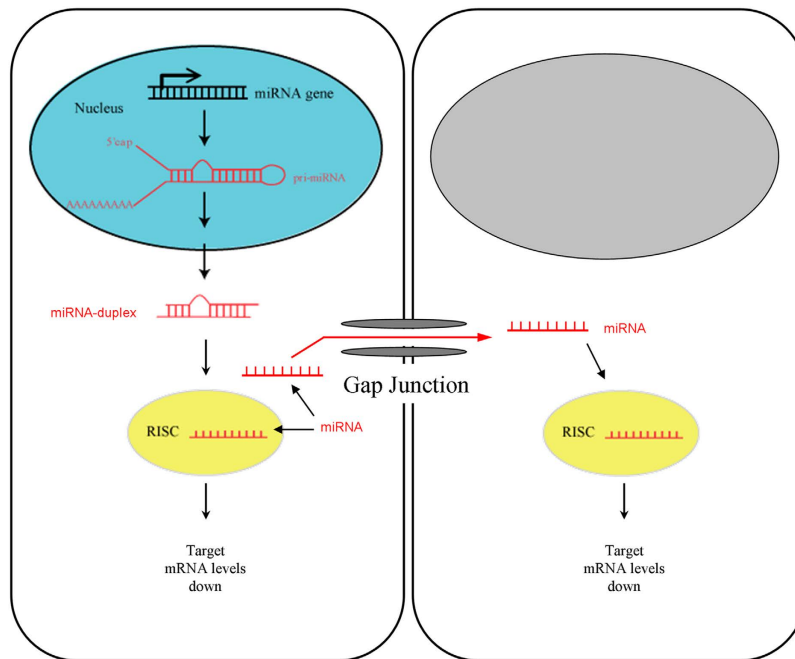 Nucleus
miRNA gene
5'cap
pri-miRNA
AAAAAAAAA
miRNA-duplex
miRNA
Gap Junction
RISC
miRNA
RISC
Target
mRNA levels
down
Target
mRNA levels
down